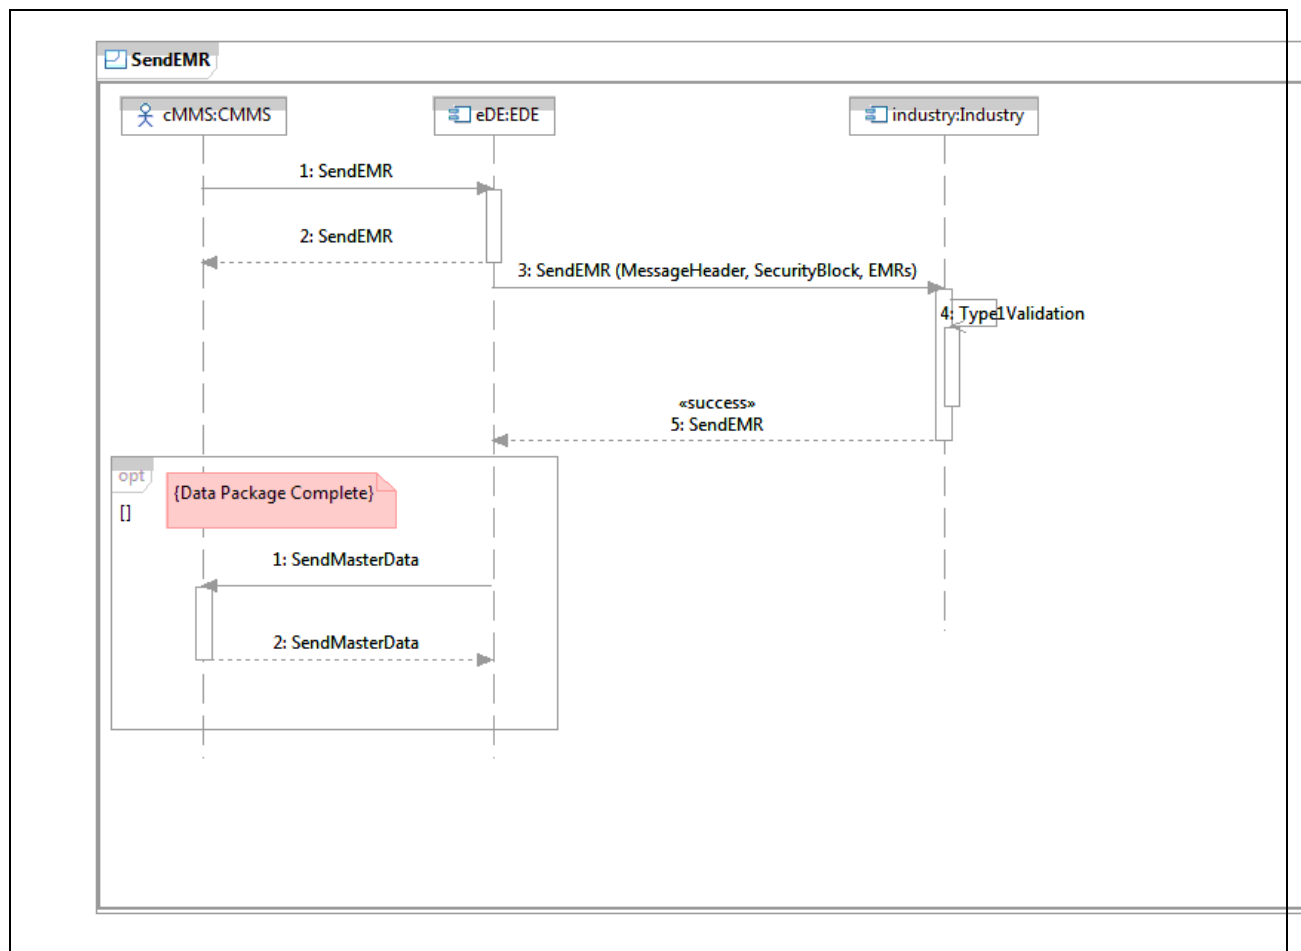 SendEMR
cMMS:CMMS
eDE:EDE
industry:Industry
1: SendEMR
2: SendEMR
3: SendEMR (MessageHeader, SecurityBlock, EMRs)
4: Type1Validation
«success»
5: SendEMR
opt
{Data Package Complete}
[]
1: SendMasterData
2: SendMasterData